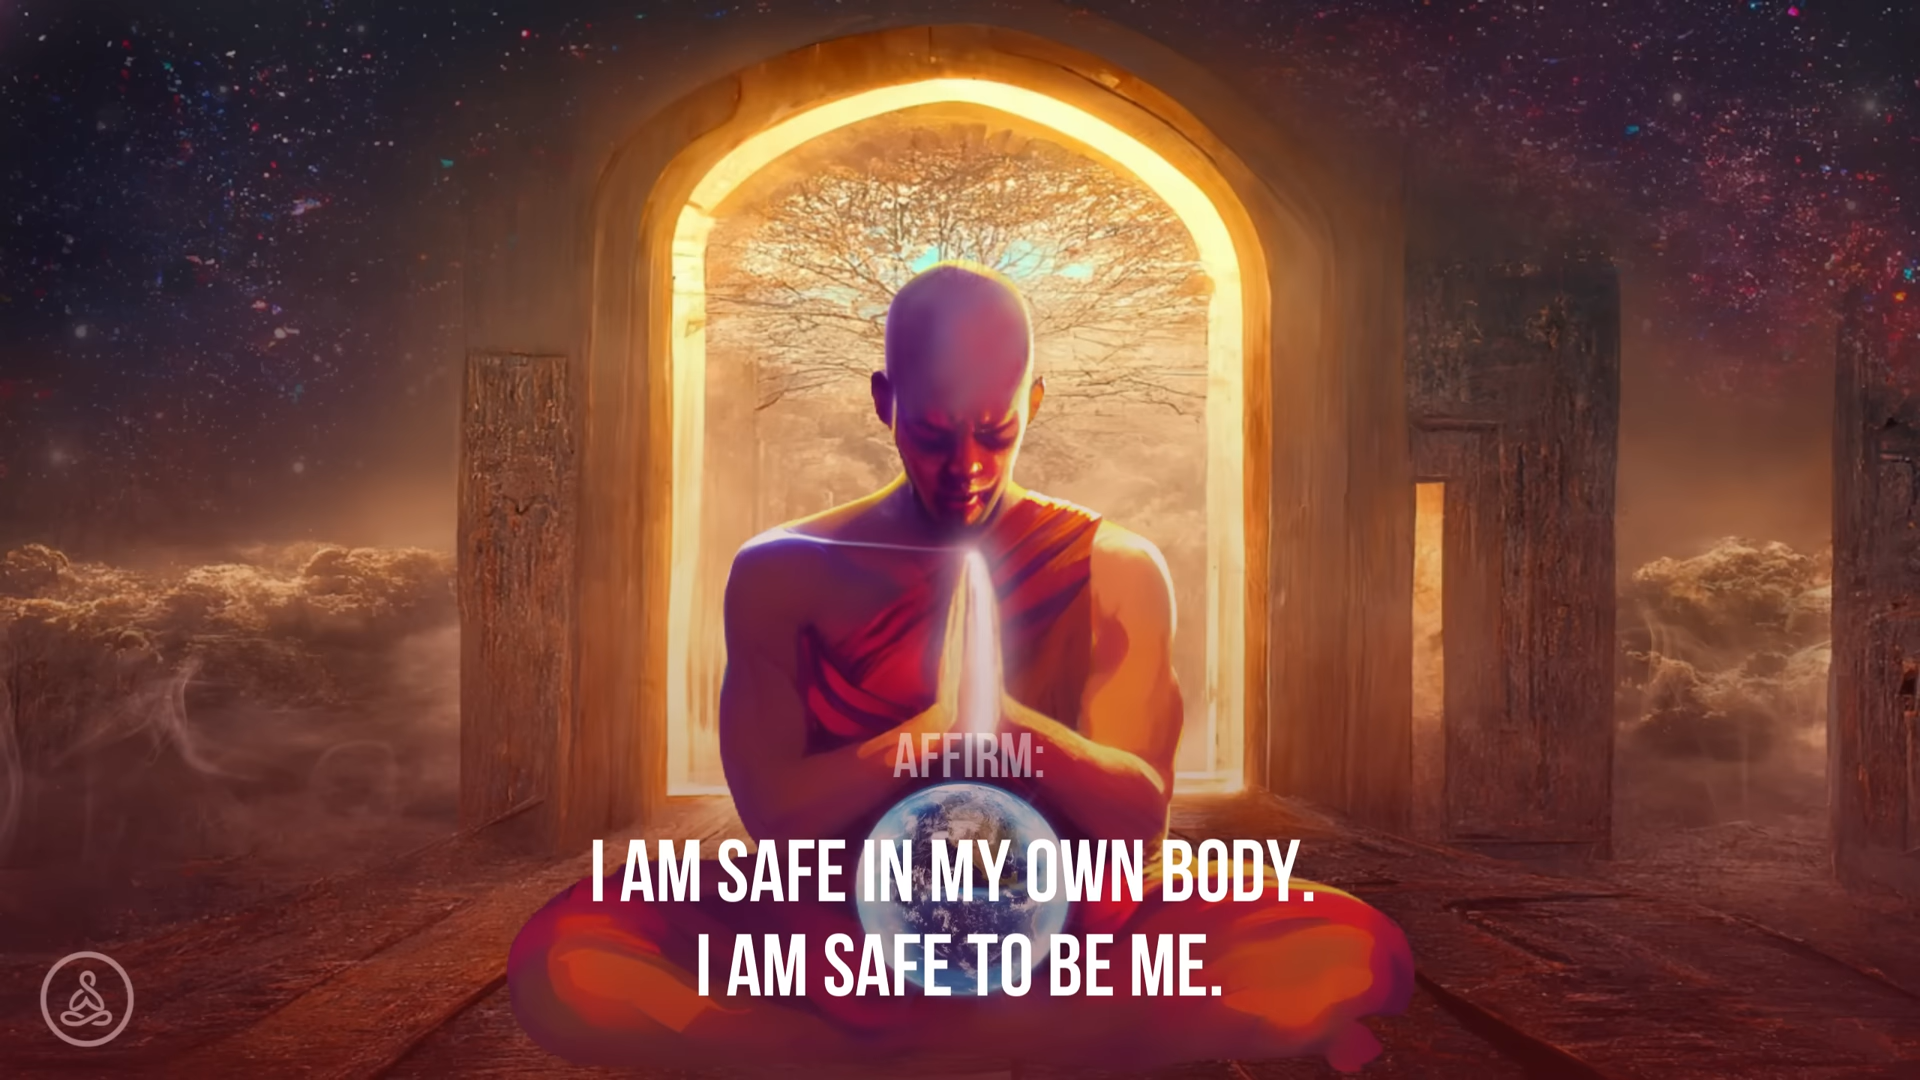 AFFIRM:
I AM SAFE IN MY OWN BODY.
I AM SAFE TO BE ME.